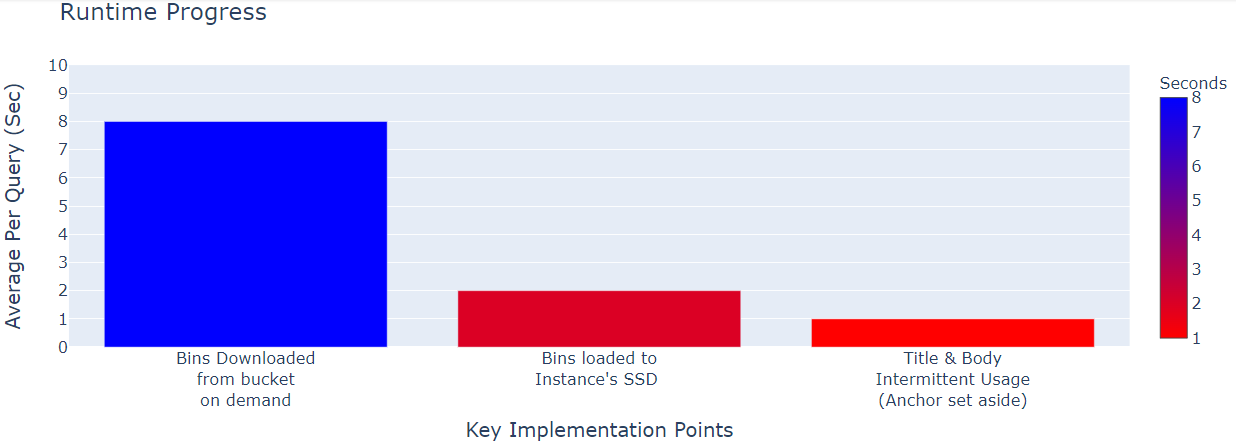 Runtime Progress
Average Per Query (Sec)
10
9
8
7
6
5
4
3
2
1
0
Bins Downloaded
from bucket
on demand
Bins loaded to
Instance's SSD
Title & Body
Intermittent Usage
(Anchor set aside)
Key Implementation Points
Seconds
8
7
6
5
4
3
2
1